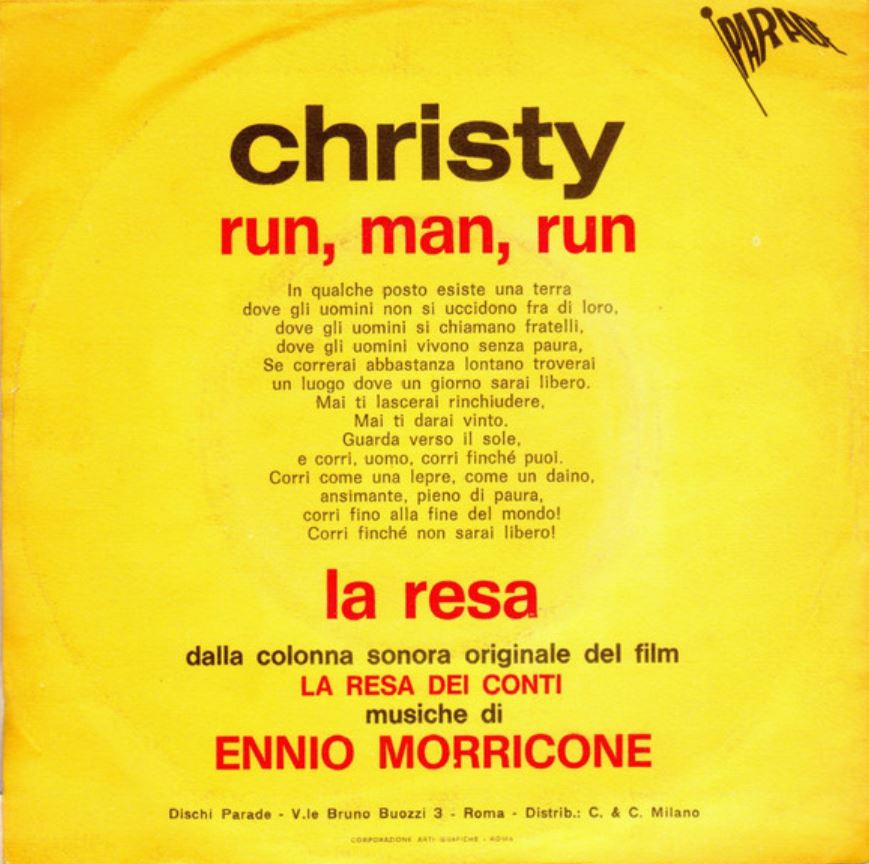 PARADE
christy
run, man, run
In qualche posto esiste una terra
dove gli uomini non si uccidono fra di loro,
dove gli uomini si chiamano fratelli,
dove gli uomini vivono senza paura,
Se correrai abbastanza lontano troverai
un luogo dove un giorno sarai libero.
Mai ti lascerai rinchiudere,
Mai ti darai vinto.
Guarda verso il sole,
e corri, uomo, corri finché puoi.
Corri come una lepre, come un daino,
ansimante, pieno di paura,
corri fino alla fine del mondo!
Corri finché non sarai libero!
la resa
dalla colonna sonora originale del film
LA RESA DEI CONTI
musiche di
ENNIO MORRICONE
Dischi Parade - V.le Bruno Buozzi 3 - Roma - Distrib.: C. & C. Milano
CORPORAZIONE ARTI GRAFICHE - ROMA